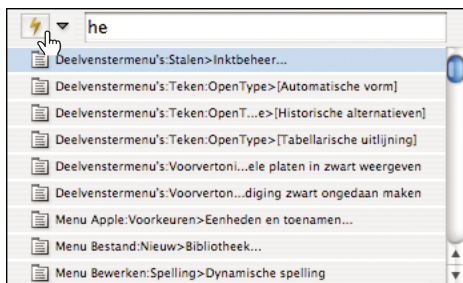 he
Deelvenstermenu's:Stalen>Inktbeheer...
Deelvenstermenu's:Teken:OpenType>[Automatische vorm]
Deelvenstermenu's:Teken:OpenT...e>[Historische alternatieven]
Deelvenstermenu's:Teken:OpenType>[Tabellarische uitlijning]
Deelvenstermenu's:Voorvertoni...ele platen in zwart weergeven
Deelvenstermenu's:Voorverton...diging zwart ongedaan maken
Menu Apple:Voorkeuren>Eenheden en toenamen...
Menu Bestand:Nieuw>Bibliotheek...
Menu Bewerken:Spelling>Dynamische spelling